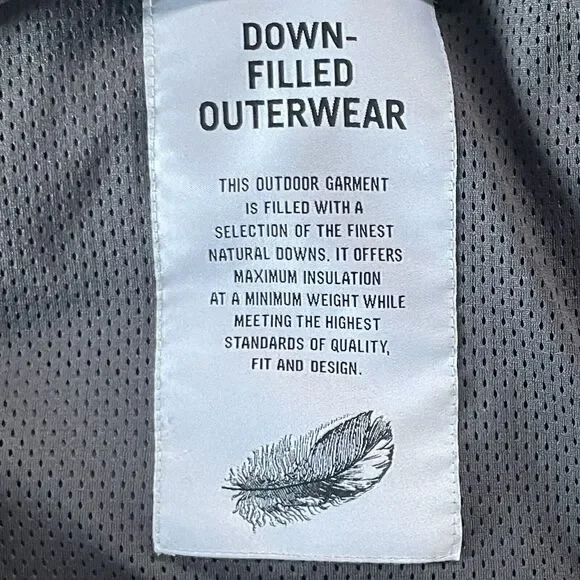 DOWN-
FILLED
OUTERWEAR
THIS OUTDOOR GARMENT
IS FILLED WITH A
SELECTION OF THE FINEST
NATURAL DOWNS. IT OFFERS
MAXIMUM INSULATION
AT A MINIMUM WEIGHT WHILE
MEETING THE HIGHEST
STANDARDS OF QUALITY,
FIT AND DESIGN.